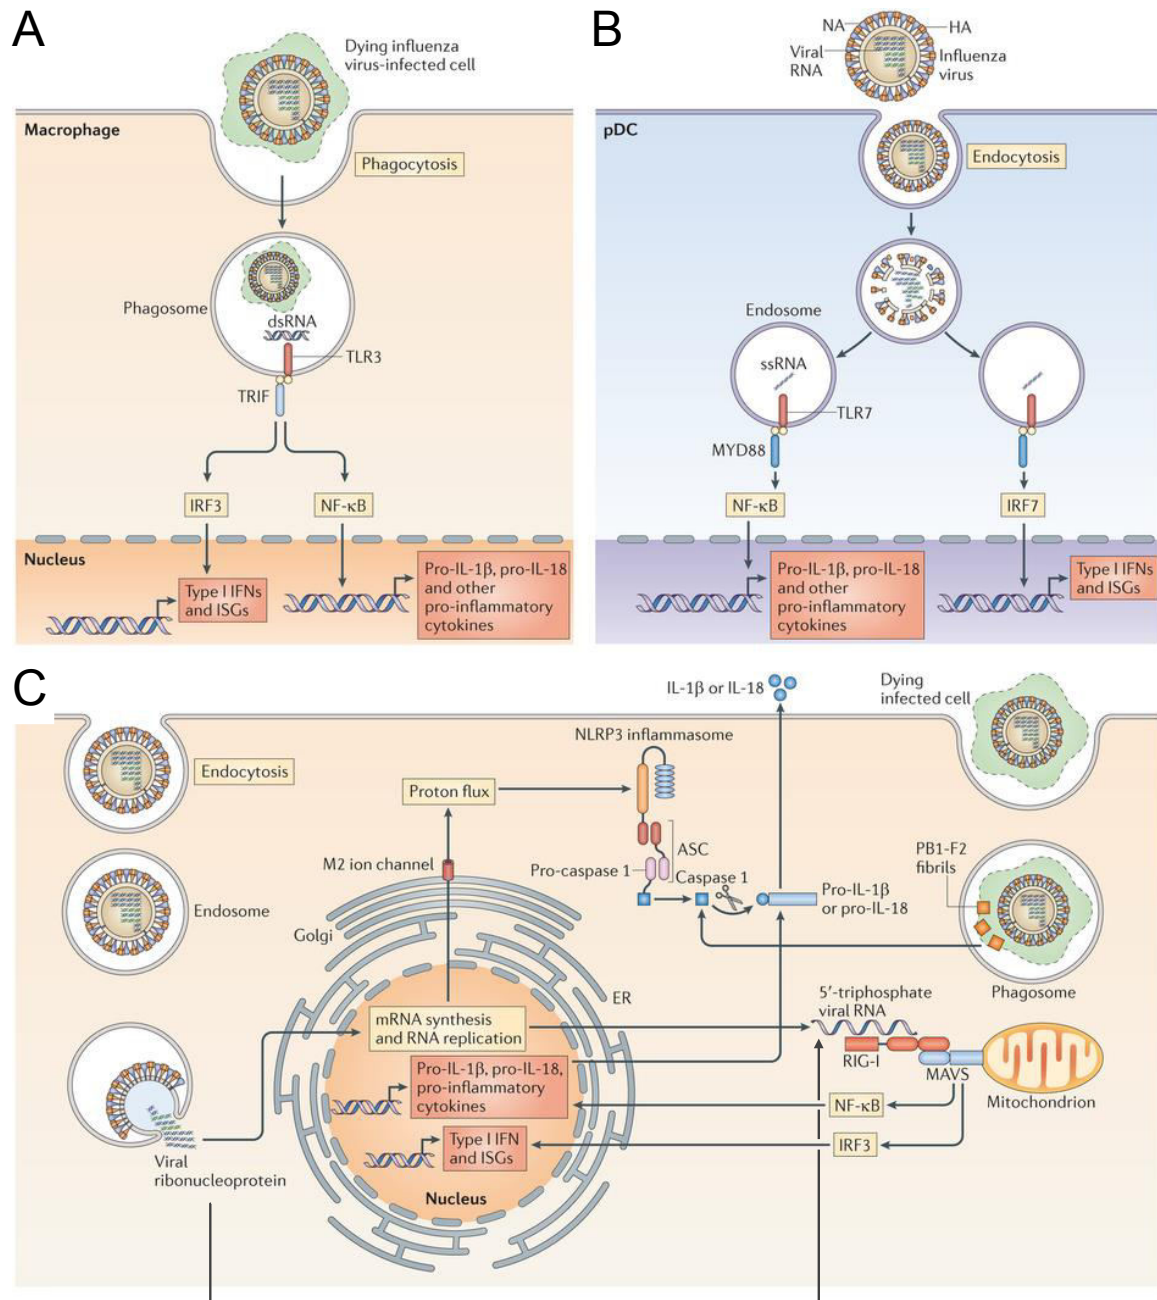 A
Dying influenza
virus-infected cell
Macrophage
Phagocytosis
Phagosome
dsRNA
TLR3
TRIF
IRF3
NF-κB
Nucleus
Type I IFNs
and ISGs
Pro-IL-1β, pro-IL-18
and other
pro-inflammatory
cytokines
B
NA
HA
Viral
RNA
Influenza
virus
pDC
Endocytosis
Endosome
ssRNA
TLR7
MYD88
NF-κB
IRF7
Pro-IL-1β, pro-IL-18
and other
pro-inflammatory
cytokines
Type I IFNs
and ISGs
C
IL-1β or IL-18
Dying
infected cell
NLRP3 inflammasome
Endocytosis
Proton flux
M2 ion channel
ASC
Pro-caspase 1
Caspase 1
Pro-IL-1β
or pro-IL-18
PB1-F2
fibrils
Endosome
Golgi
ER
Phagosome
5′-triphosphate
viral RNA
mRNA synthesis
and RNA replication
RIG-I
MAVS
Mitochondrion
Pro-IL-1β, pro-IL-18,
pro-inflammatory
cytokines
NF-κB
Type I IFN
and ISGs
IRF3
Viral
ribonucleoprotein
Nucleus